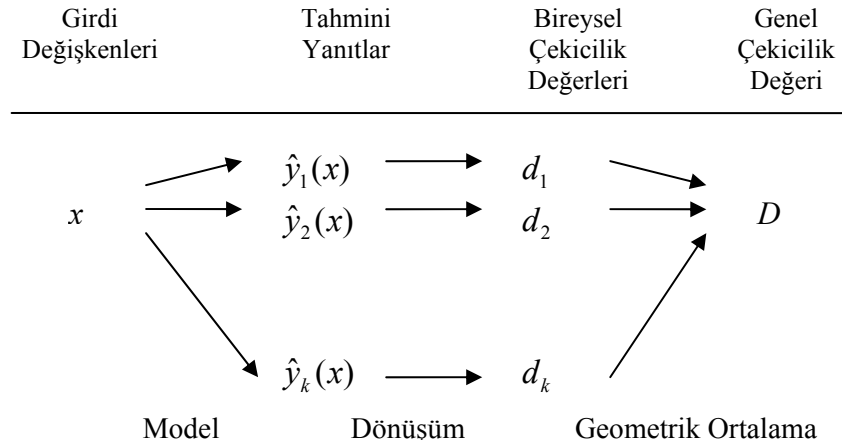 Girdi Tahmini Bireysel Genel
Değişkenleri Yanıtlar Çekicilik Çekicilik
Değerleri Değeri
ŷ₁(x) d₁
x ŷ₂(x) d₂ D
ŷₖ(x) dₖ
Model Dönüşüm Geometrik Ortalama